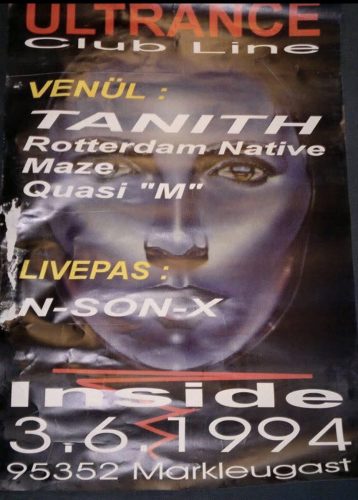 ULTRANCE
Club Line
VENÜL :
TANITH
Rotterdam Native
Maze
Quasi "M"
LIVEPAS :
N-SON-X
Inside
3.6.1994
95352 Markleugast